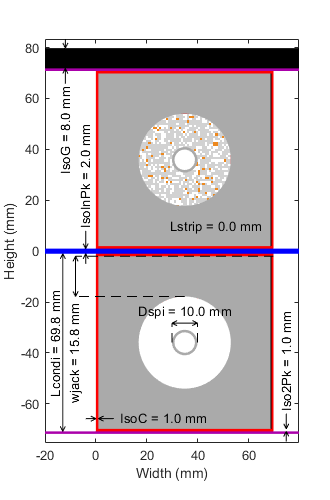 80
60
40
20
0
-20
-40
-60
Height (mm)
IsoG = 8.0 mm
IsoInPk = 2.0 mm
Lstrip = 0.0 mm
Lcondi = 69.8 mm
wjack = 15.8 mm
Dspi = 10.0 mm
IsoC = 1.0 mm
Iso2Pk = 1.0 mm
-20
0
20
40
60
80
Width (mm)